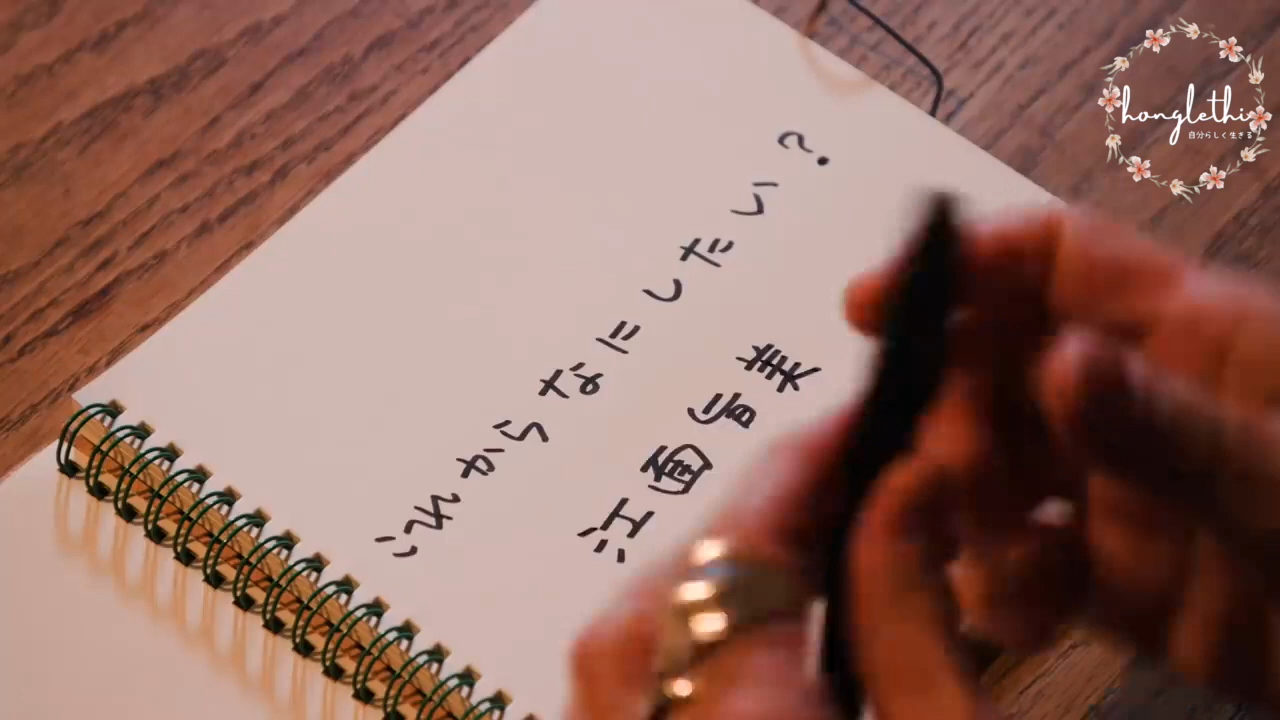 これからなにしたい？
江面旨美
honglethi
自分らしく生きる